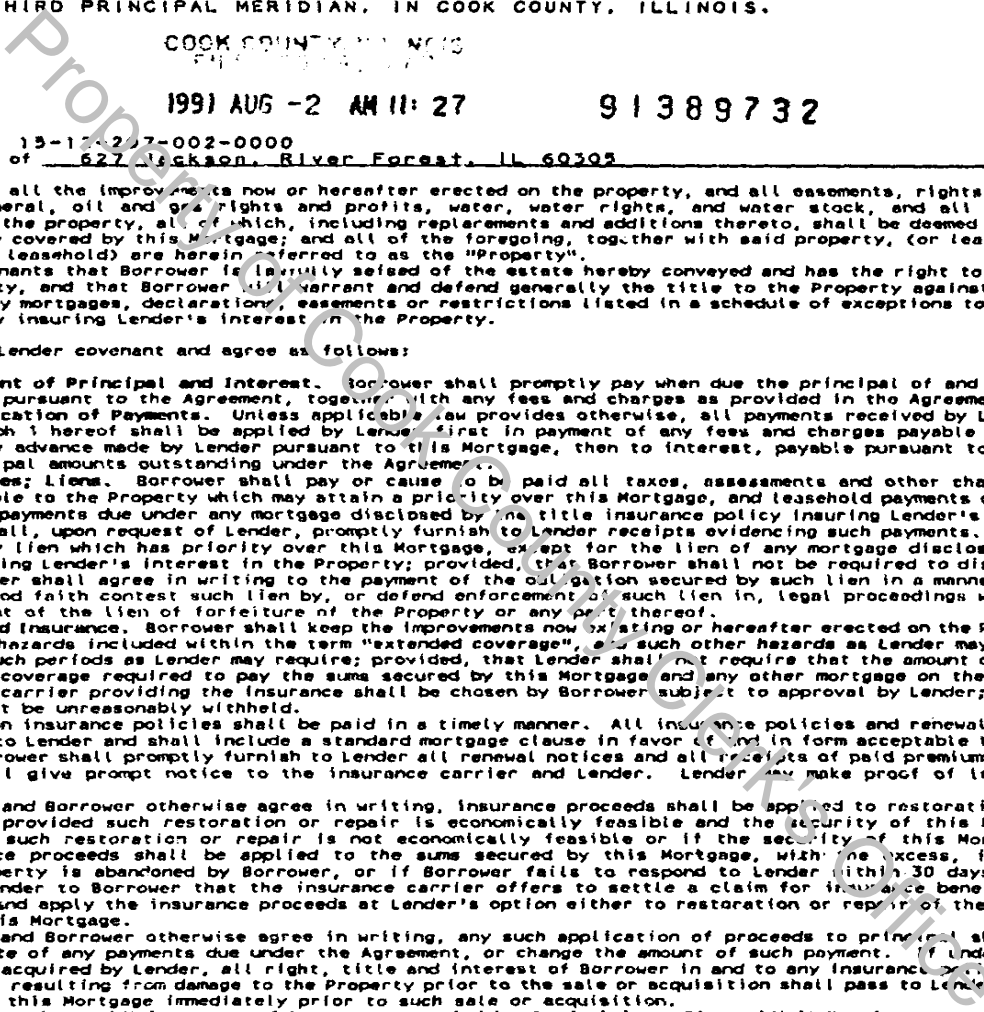 HIRD PRINCIPAL MERIDIAN, IN COOK COUNTY, ILLINOIS.
COOK COUNTY
1991 AUG -2 AM 11: 27
91389732
-002-0000
of 627 Jackson, River Forest, IL 60305
all the improvements now or hereafter erected on the property, and all easements, rights
eral, oil and gas rights and profits, water, water rights, and water stock, and all
the property, all of which, including replacements and additions thereto, shall be deemed
covered by this Mortgage; and all of the foregoing, together with said property, (or lea
leasehold) are herein referred to as the "Property".
nants that Borrower is lawfully seised of the estate hereby conveyed and has the right to
ty, and that Borrower will warrant and defend generally the title to the Property against
y mortgages, declarations, easements or restrictions listed in a schedule of exceptions to
y insuring Lender's interest in the Property.
Lender covenant and agree as follows:
nt of Principal and Interest. Borrower shall promptly pay when due the principal of and
pursuant to the Agreement, together with any fees and charges as provided in the Agreeme
cation of Payments. Unless applicable law provides otherwise, all payments received by L
ph 1 hereof shall be applied by Lender first in payment of any fees and charges payable
advance made by Lender pursuant to this Mortgage, then to interest, payable pursuant to
pal amounts outstanding under the Agreement.
es; Liens. Borrower shall pay or cause to be paid all taxes, assessments and other cha
le to the Property which may attain a priority over this Mortgage, and leasehold payments
payments due under any mortgage disclosed by the title insurance policy insuring Lender's
all, upon request of Lender, promptly furnish to Lender receipts evidencing such payments.
y lien which has priority over this Mortgage, except for the lien of any mortgage disclos
ing Lender's interest in the Property; provided, that Borrower shall not be required to dis
er shall agree in writing to the payment of the obligation secured by such lien in a manne
od faith contest such lien by, or defend enforcement of such lien in, legal proceedings w
t of the lien or forfeiture of the Property or any part thereof.
d Insurance. Borrower shall keep the improvements now existing or hereafter erected on the P
hazards included within the term "extended coverage", and such other hazards as Lender may
uch periods as Lender may require; provided, that Lender shall not require that the amount o
coverage required to pay the sums secured by this Mortgage and any other mortgage on the
carrier providing the insurance shall be chosen by Borrower subject to approval by Lender;
t be unreasonably withheld.
n insurance policies shall be paid in a timely manner. All insurance policies and renewal
to Lender and shall include a standard mortgage clause in favor of and in form acceptable t
rower shall promptly furnish to Lender all renewal notices and all receipts of paid premium
l give prompt notice to the insurance carrier and Lender. Lender may make proof of l
and Borrower otherwise agree in writing, insurance proceeds shall be applied to restorati
provided such restoration or repair is economically feasible and the security of this
such restoration or repair is not economically feasible or if the security of this Mor
ce proceeds shall be applied to the sums secured by this Mortgage, with the excess, i
perty is abandoned by Borrower, or if Borrower fails to respond to Lender within 30 days
nder to Borrower that the insurance carrier offers to settle a claim for insurance bene
and apply the insurance proceeds at Lender's option either to restoration or repair of the
is Mortgage.
and Borrower otherwise agree in writing, any such application of proceeds to principal s
te of any payments due under the Agreement, or change the amount of such payment. If und
acquired by Lender, all right, title and interest of Borrower in and to any insurance
resulting from damage to the Property prior to the sale or acquisition shall pass to Lende
this Mortgage immediately prior to such sale or acquisition.
Property of Cook County Clerk's Office